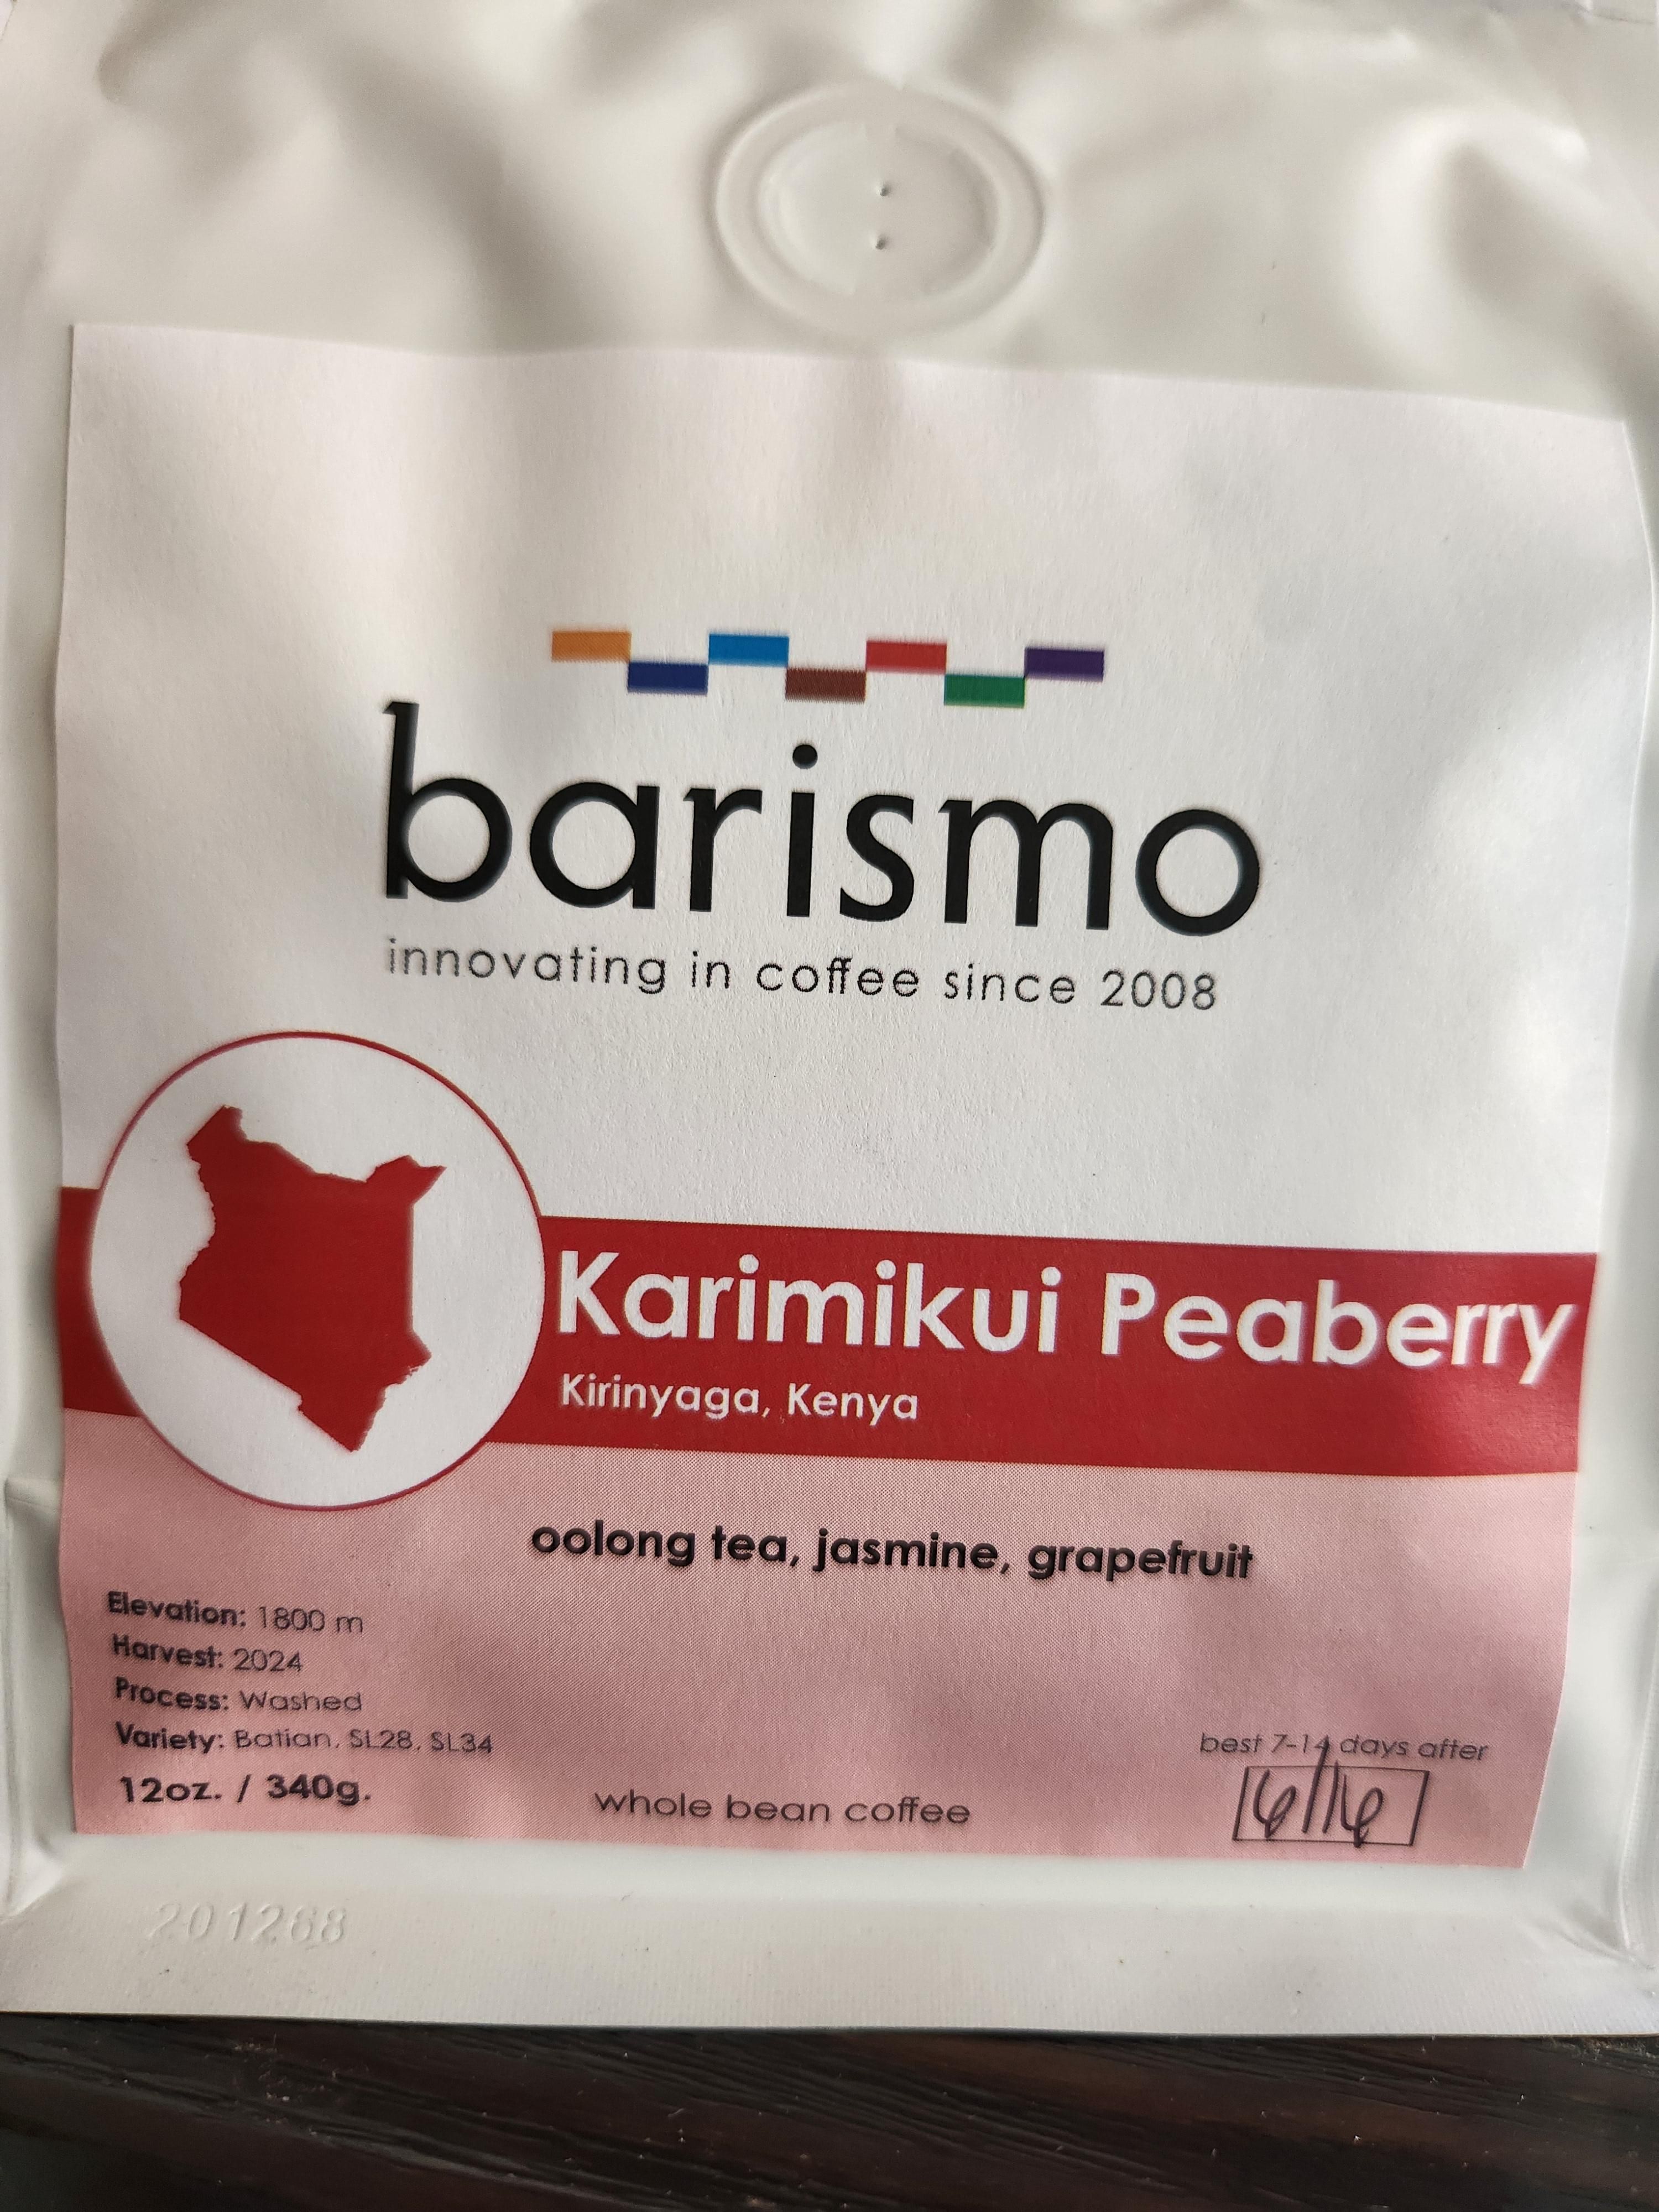 barismo
innovating in coffee since 2008
Karimikui Peaberry
Kirinyaga, Kenya
oolong tea, jasmine, grapefruit
Elevation: 1800 m
Harvest: 2024
Process: Washed
Variety: Batian, SL28, SL34
12oz. / 340g.
whole bean coffee
best 7-14 days after
6/16
201268